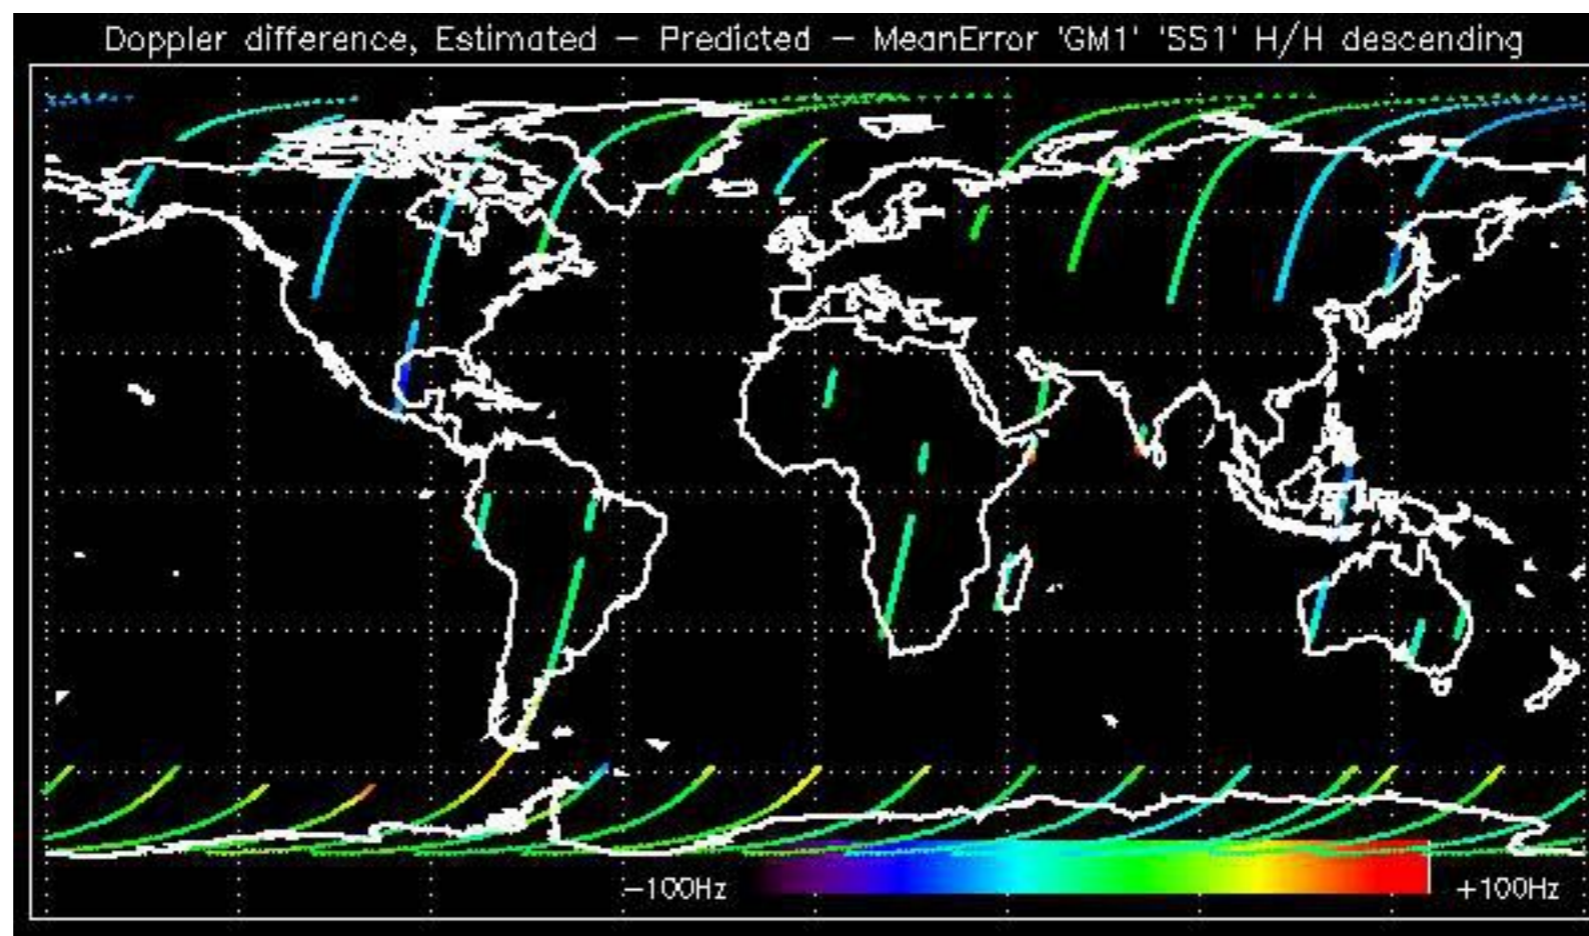 Doppler difference, Estimated − Predicted − MeanError 'GM1' 'SS1' H/H descending
−100Hz
+100Hz